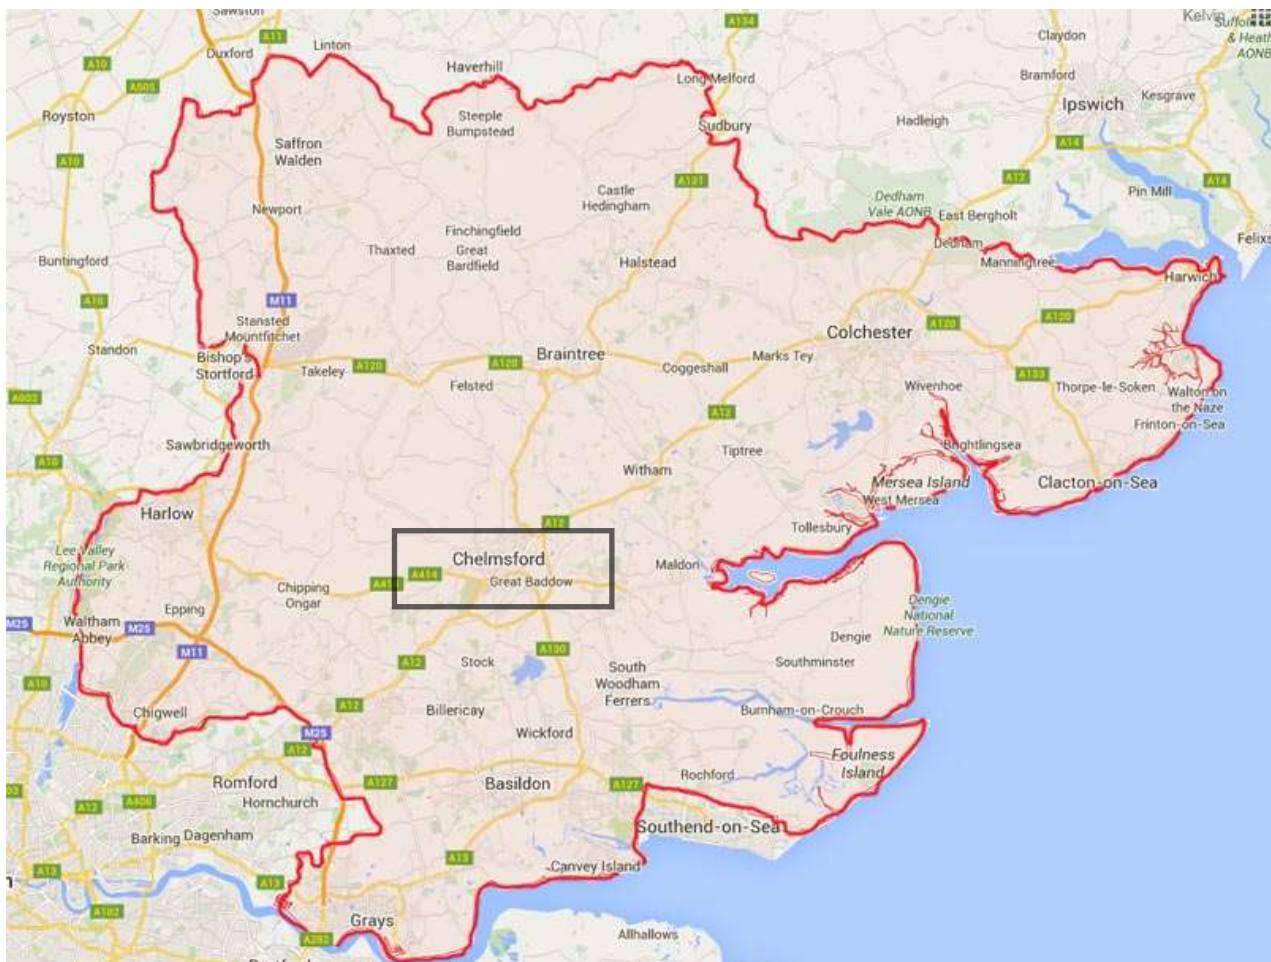 Sawston
A134
Kelvin
Suffo
& Heath
AONB
Duxford
A11
Linton
Claydon
A10
Haverhill
Long Melford
Bramford
A505
Royston
Steeple
Bumpstead
Sudbury
Hadleigh
Ipswich
Kesgrave
Saffron
Walden
A10
A14
A131
A12
A14
Castle
Hedingham
Dedham
Vale AONB
Pin Mill
Newport
East Bergholt
Finchingfield
Thaxted
Great
Bardfield
Dedham
Felixs
Buntingford
Halstead
Manningtree
Harwich
A10
M11
Stansted
Mountfitchet
Colchester
A120
A120
Standon
Bishop's
Stortford
Takeley
A120
A120
Braintree
Marks Tey
Coggeshall
A133
Felsted
Wivenhoe
Thorpe-le-Soken
Walton on
the Naze
Frinton-on-Sea
A12
Sawbridgeworth
Tiptree
Brightlingsea
A10
Witham
Mersea Island
West Mersea
Clacton-on-Sea
Harlow
A12
Tollesbury
Lee Valley
Regional Park
Authority
Chelmsford
Maldon
A414
A414
Great Baddow
Chipping
Ongar
Epping
Dengie
National
Nature Reserve
M25
Waltham
Abbey
M25
M11
Dengie
A130
A12
Stock
South
Woodham
Ferrers
Southminster
A10
Chigwell
A12
Billericay
Burnham-on-Crouch
M25
Wickford
A12
Foulness
Island
Romford
A127
Basildon
A127
Rochford
Hornchurch
A12
A406
Barking
Dagenham
Southend-on-Sea
A13
Canvey Island
A13
A13
A102
Grays
A282
Allhallows